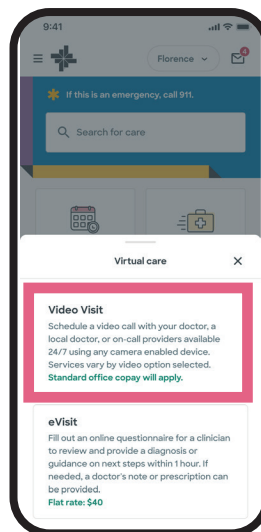 9:41
Florence
4
If this is an emergency, call 911.
Search for care
Virtual care
Video Visit
Schedule a video call with your doctor, a
local doctor, or on-call providers available
24/7 using any camera enabled device.
Services vary by video option selected.
Standard office copay will apply.
eVisit
Fill out an online questionnaire for a clinician
to review and provide a diagnosis or
guidance on next steps within 1 hour. If
needed, a doctor's note or prescription can
be provided.
Flat rate: $40